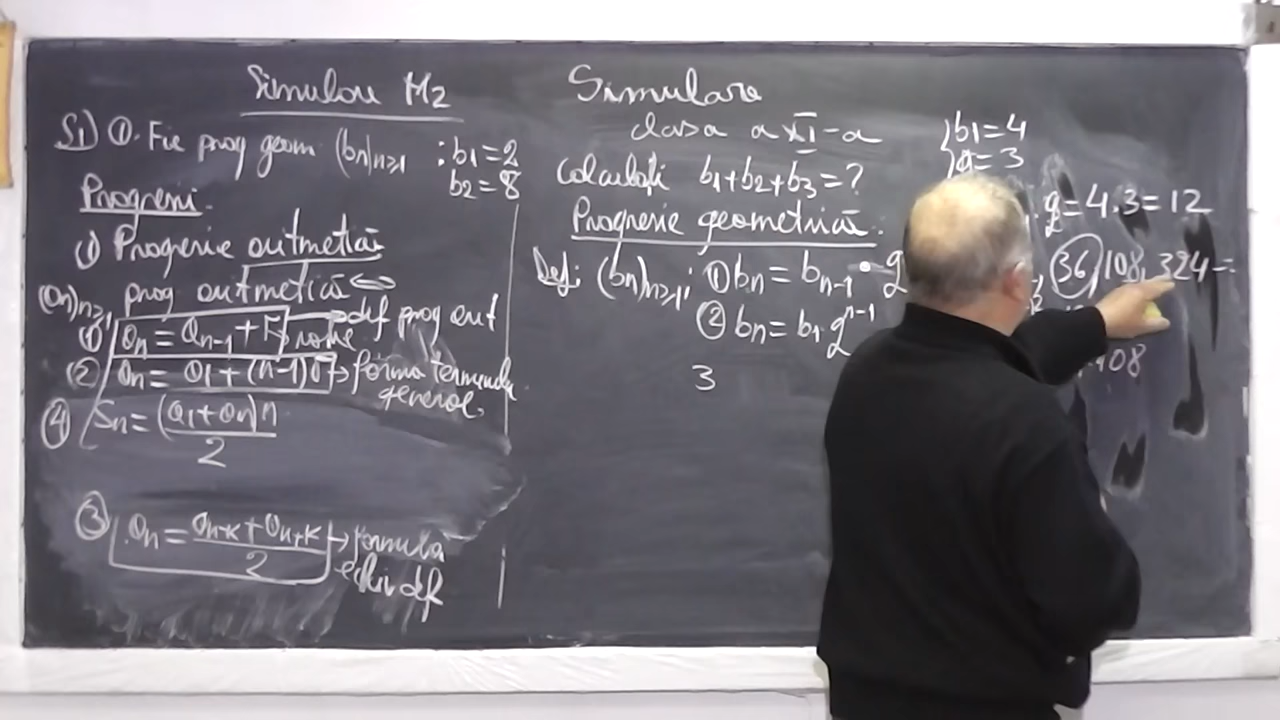 Simulare M2
S1) ①. Fie prog geom (bn)n≥1 : b1=2
b2=8
Progresii.
1) Progresie aritmetică
(an)n≥1 prog aritmetică <=>
① an = an-1 + r → def prog arit
② an = a1 + (n-1)r → forma termenului general.
④ Sn = (a1+an)n / 2
③ an = an-k + an+k / 2 → formula
echiv def
Simulare
clasa a XI-a
Calculați b1+b2+b3=?
Progresie geometrică.
Def: (bn)n≥1: ① bn = bn-1 · q
② bn = b1·q^n-1
3
b1=4
q=3
q=4.3=12
36, 108, 324
108